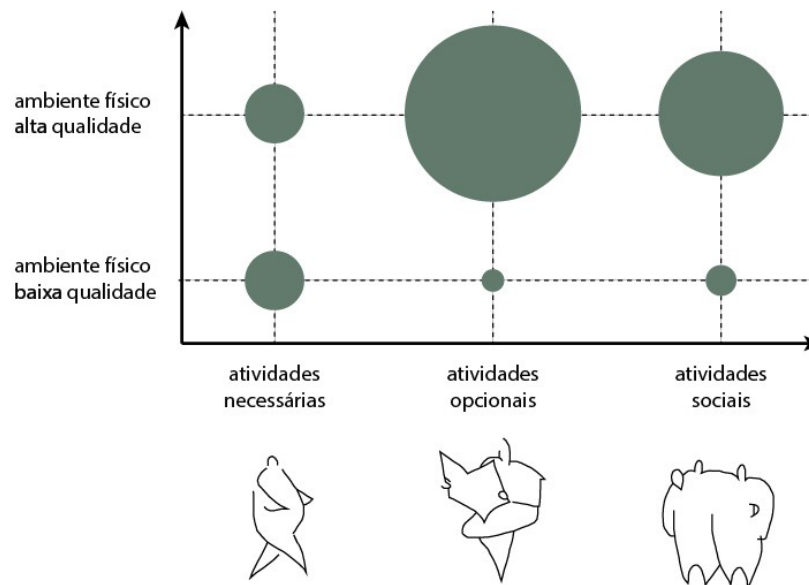 ambiente físico
alta qualidade
ambiente físico
baixa qualidade
atividades
necessárias
atividades
opcionais
atividades
sociais